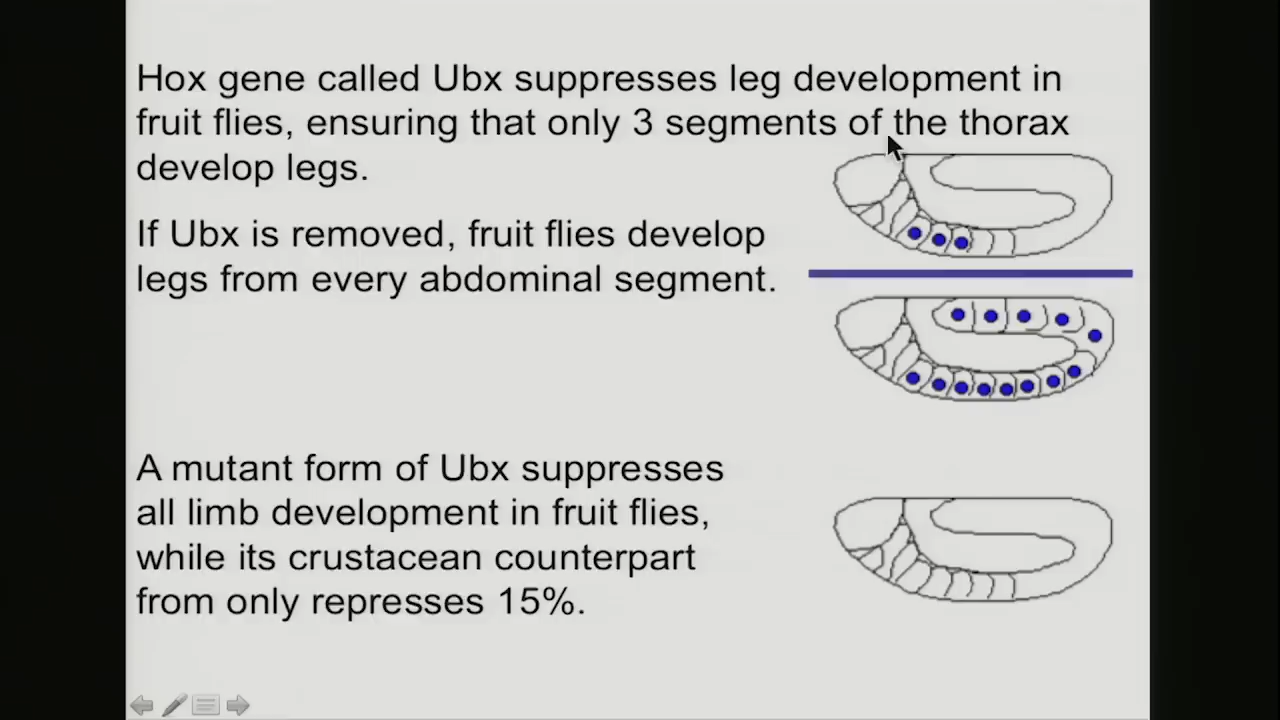 Hox gene called Ubx suppresses leg development in
fruit flies, ensuring that only 3 segments of the thorax
develop legs.
If Ubx is removed, fruit flies develop
legs from every abdominal segment.
A mutant form of Ubx suppresses
all limb development in fruit flies,
while its crustacean counterpart
from only represses 15%.